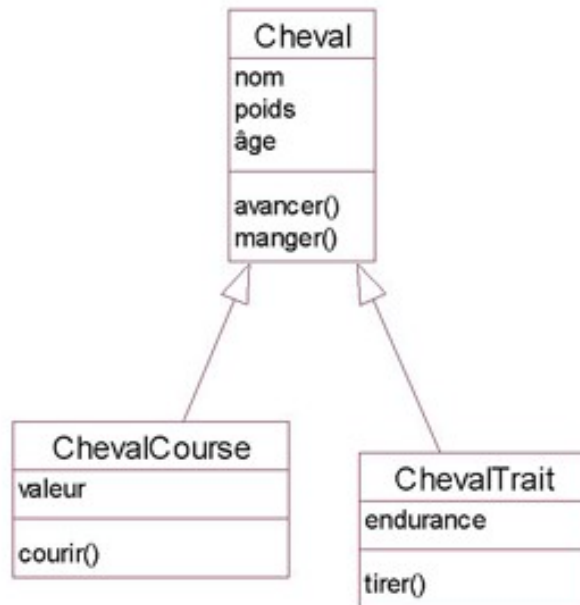 Cheval
nom
poids
âge
avancer()
manger()
ChevalCourse
valeur
courir()
ChevalTrait
endurance
tirer()